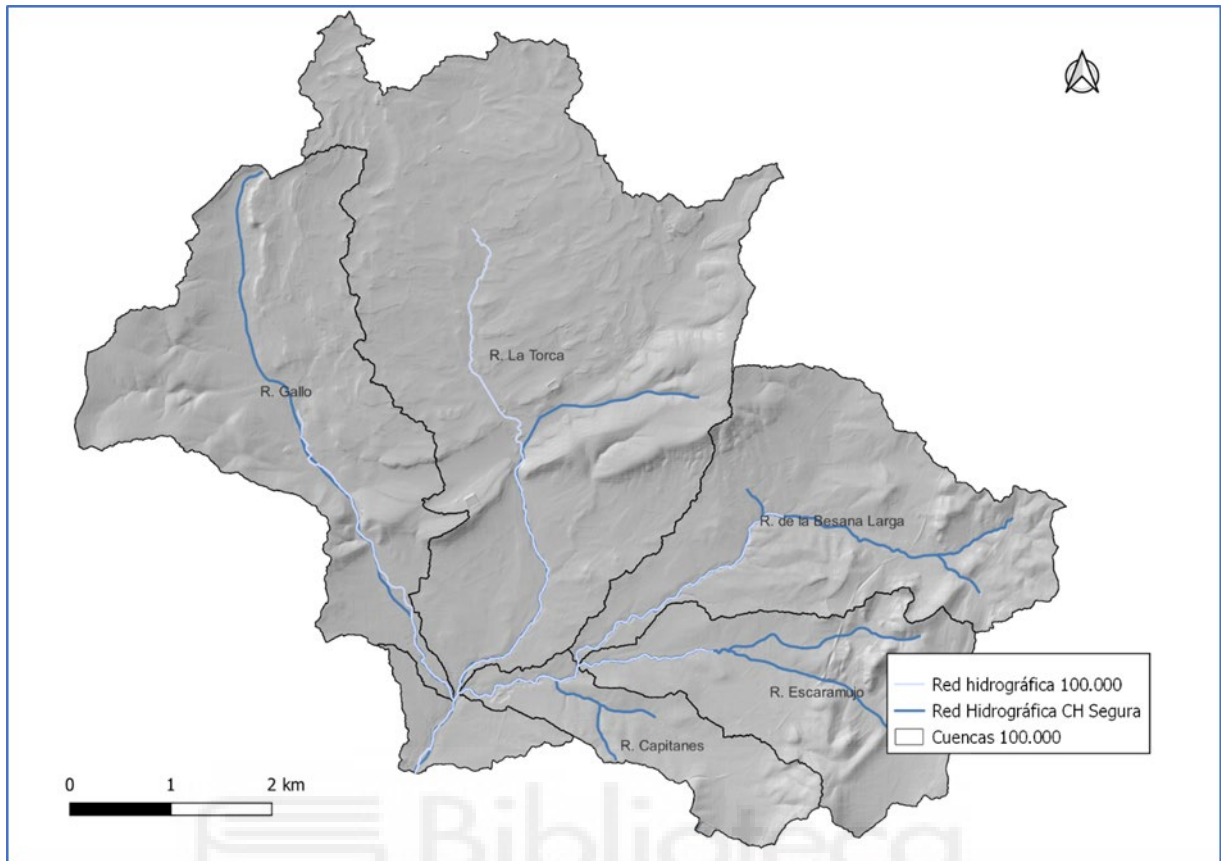 R. La Torca
R. Gallo
R. de la Besana Larga
R. Escaramujo
R. Capitanes
Red hidrográfica 100.000
Red Hidrográfica CH Segura
Cuencas 100.000
0 1 2 km
Biblioteca